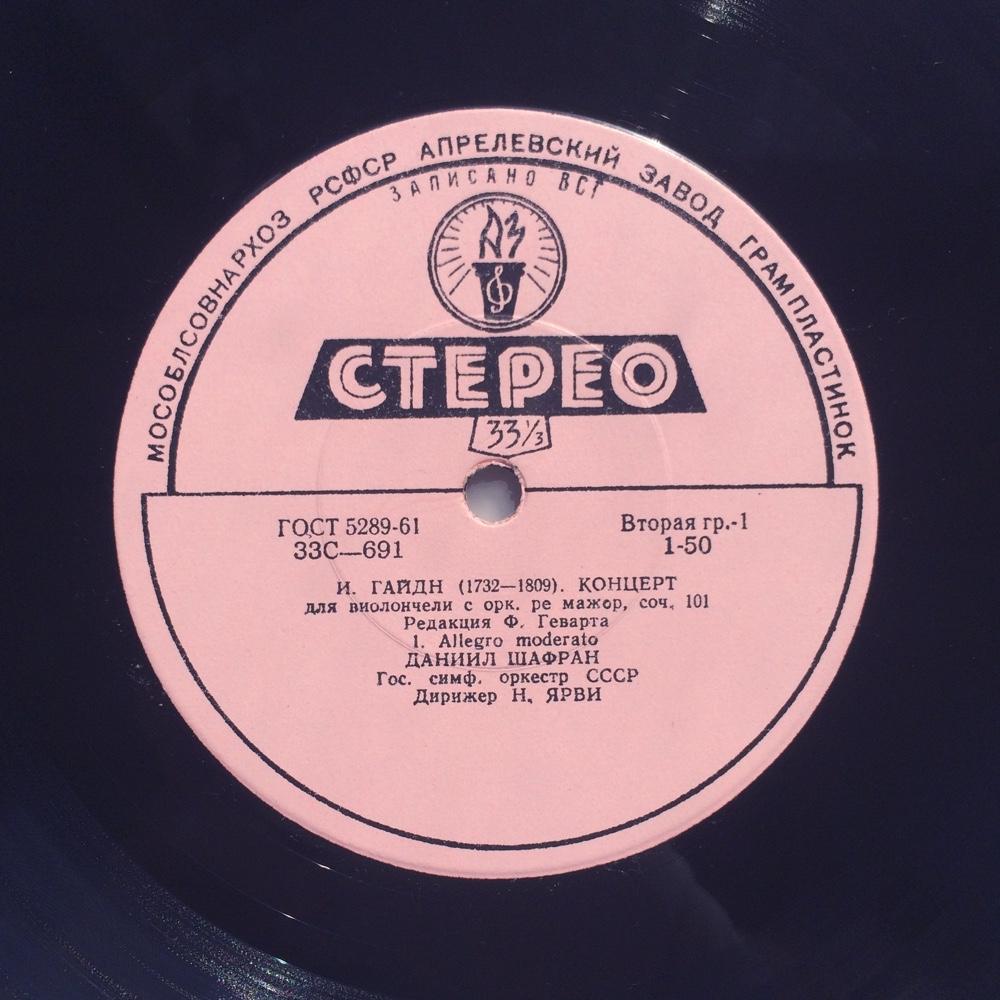 МОСОБЛСОВНАРХОЗ РСФСР АПРЕЛЕВСКИЙ ЗАВОД ГРАМПЛАСТИНОК
ЗАПИСАНО ВСГ
АЗ
СТЕРЕО
33⅓
ГОСТ 5289-61 Вторая гр.-1
33С—691 1-50
И. ГАЙДН (1732—1809). КОНЦЕРТ
для виолончели с орк. ре мажор, соч. 101
Редакция Ф. Геварта
1. Allegro moderato
ДАНИИЛ ШАФРАН
Гос. симф. оркестр СССР
Дирижер Н. ЯРВИ